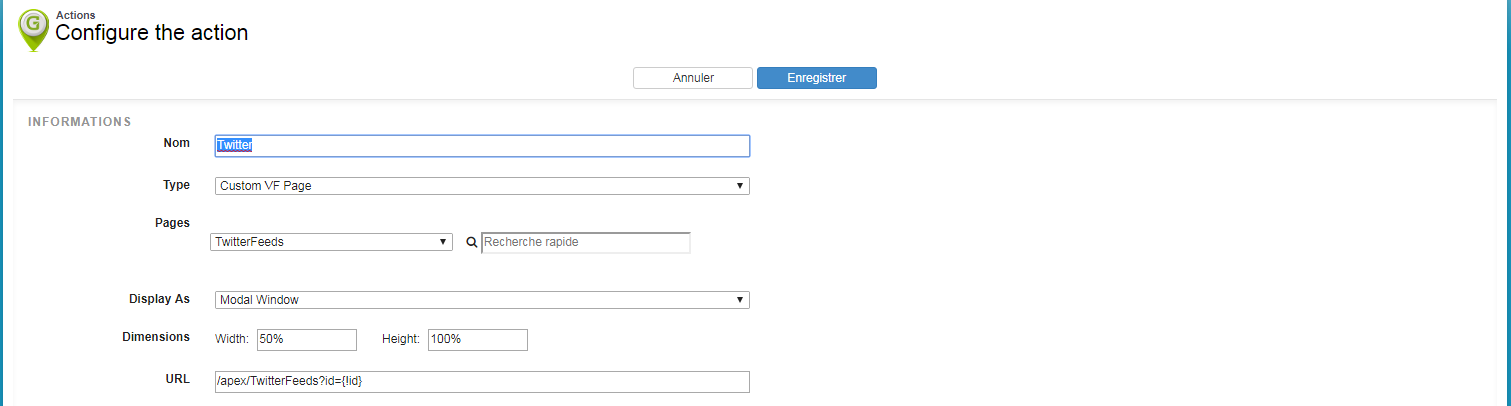 Actions
G
Configure the action
Annuler Enregistrer
INFORMATIONS
Nom Twitter
Type Custom VF Page
Pages
TwitterFeeds Recherche rapide
Display As Modal Window
Dimensions Width: 50% Height: 100%
URL /apex/TwitterFeeds?id={!id}